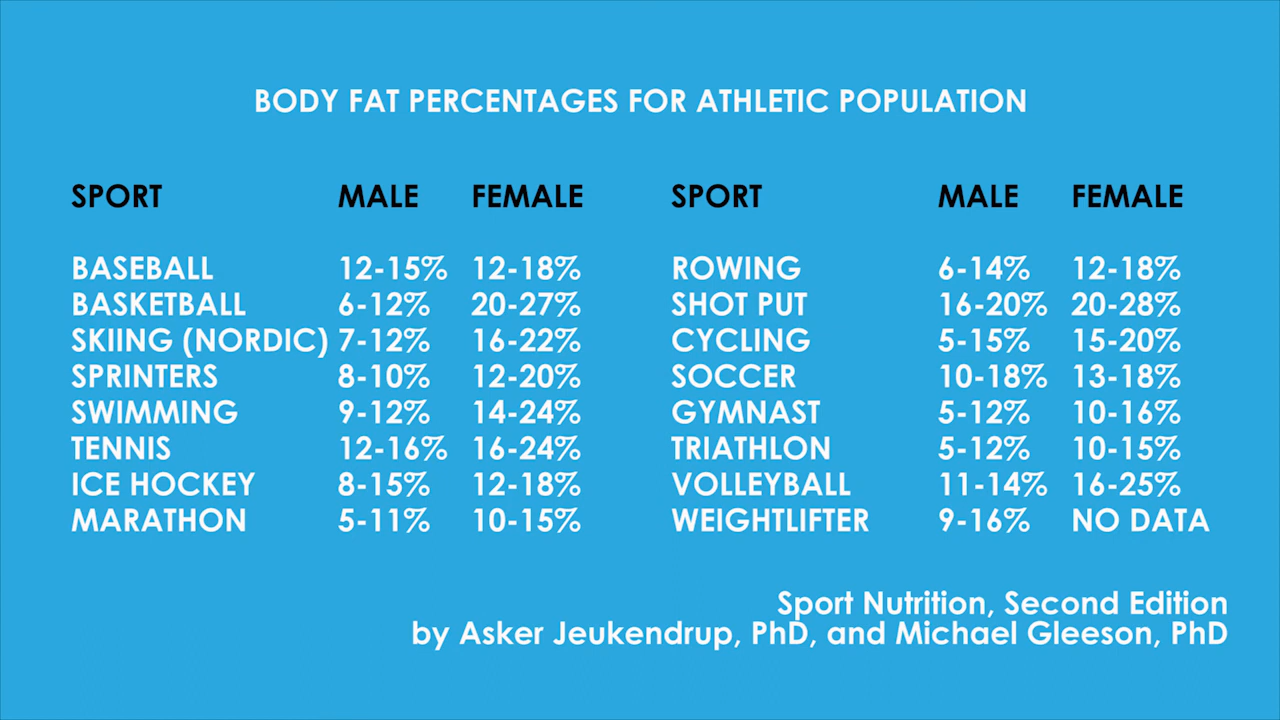 BODY FAT PERCENTAGES FOR ATHLETIC POPULATION
SPORT MALE FEMALE
BASEBALL 12-15% 12-18%
BASKETBALL 6-12% 20-27%
SKIING (NORDIC) 7-12% 16-22%
SPRINTERS 8-10% 12-20%
SWIMMING 9-12% 14-24%
TENNIS 12-16% 16-24%
ICE HOCKEY 8-15% 12-18%
MARATHON 5-11% 10-15%
SPORT MALE FEMALE
ROWING 6-14% 12-18%
SHOT PUT 16-20% 20-28%
CYCLING 5-15% 15-20%
SOCCER 10-18% 13-18%
GYMNAST 5-12% 10-16%
TRIATHLON 5-12% 10-15%
VOLLEYBALL 11-14% 16-25%
WEIGHTLIFTER 9-16% NO DATA
Sport Nutrition, Second Edition
by Asker Jeukendrup, PhD, and Michael Gleeson, PhD